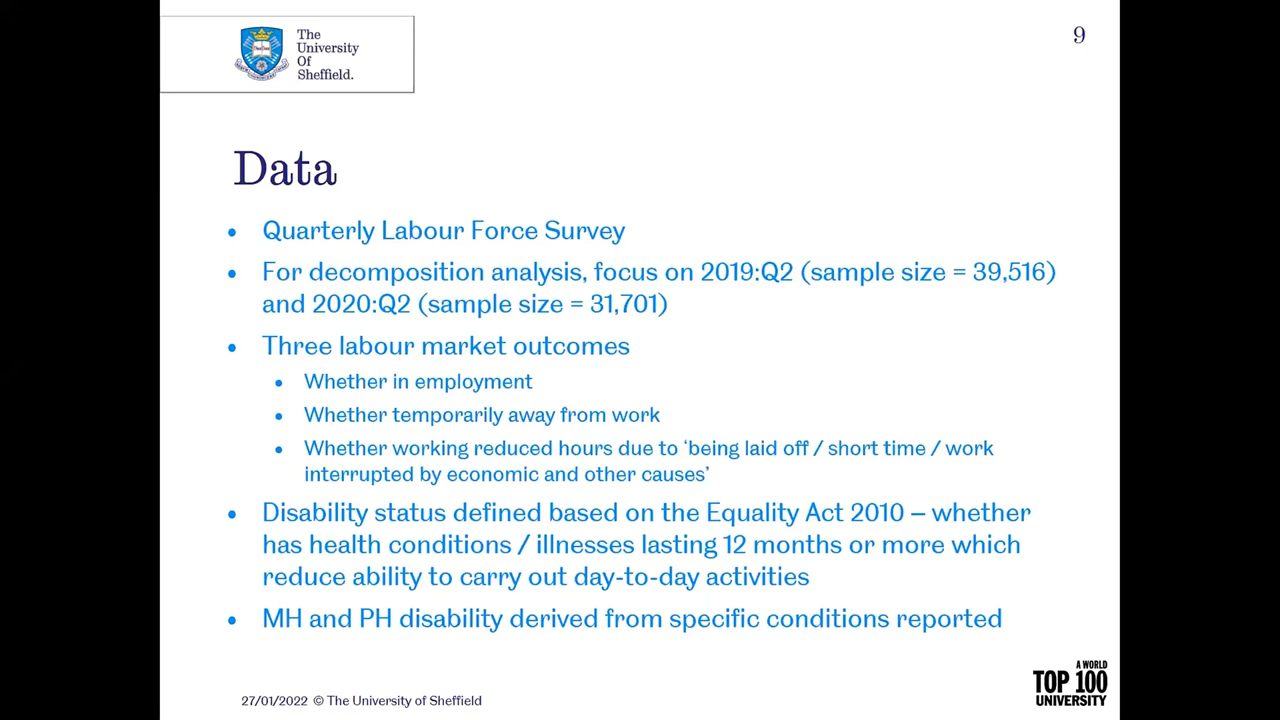 The
University
Of
Sheffield.
9
Data
• Quarterly Labour Force Survey
• For decomposition analysis, focus on 2019:Q2 (sample size = 39,516)
and 2020:Q2 (sample size = 31,701)
• Three labour market outcomes
• Whether in employment
• Whether temporarily away from work
• Whether working reduced hours due to ‘being laid off / short time / work
interrupted by economic and other causes’
• Disability status defined based on the Equality Act 2010 – whether
has health conditions / illnesses lasting 12 months or more which
reduce ability to carry out day-to-day activities
• MH and PH disability derived from specific conditions reported
27/01/2022 © The University of Sheffield
A WORLD
TOP 100
UNIVERSITY